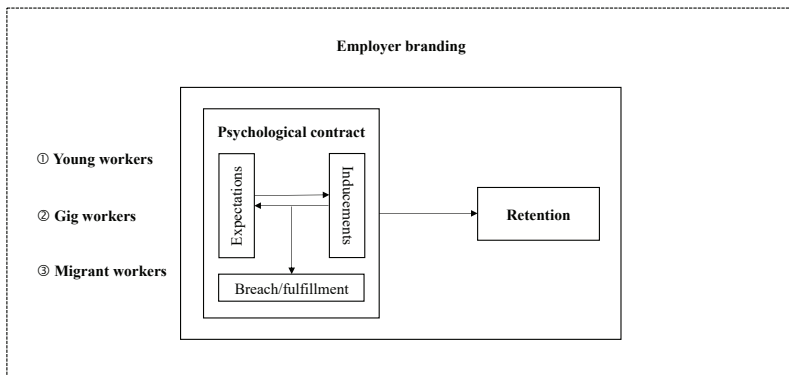 Employer branding
Psychological contract
① Young workers
Expectations
Inducements
② Gig workers
Retention
③ Migrant workers
Breach/fulfillment